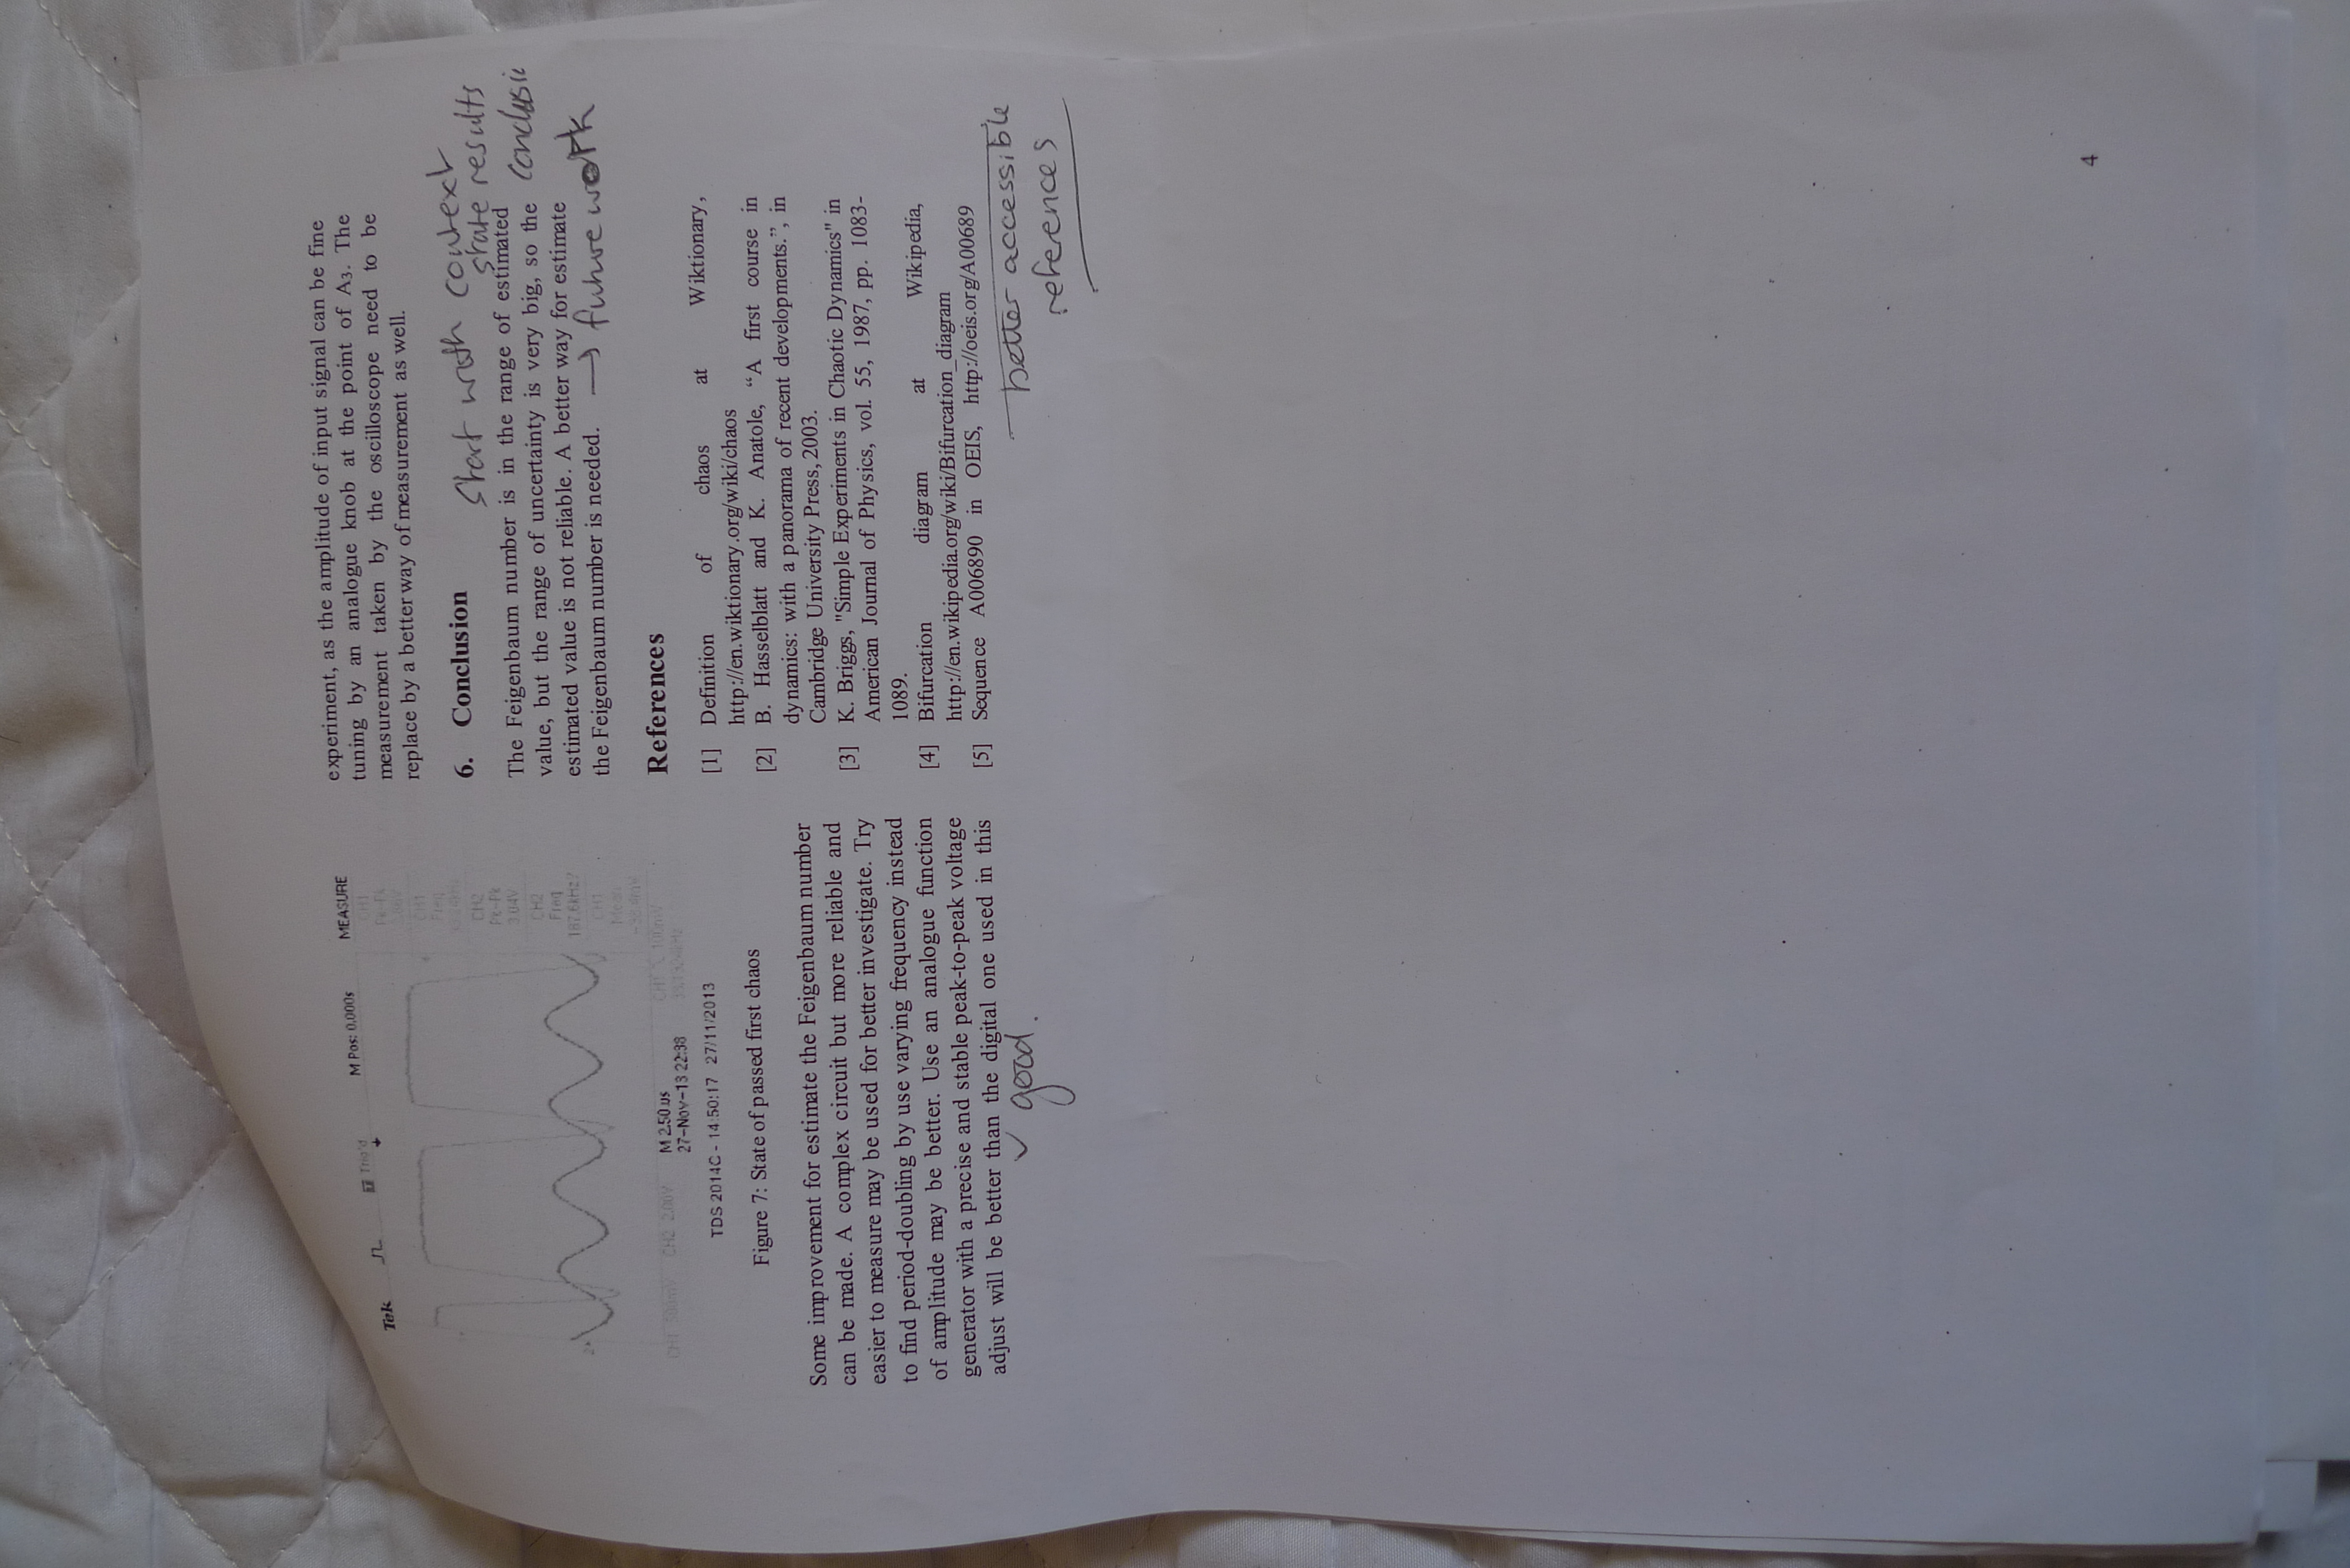 Tek
Trig'd
M Pos: 0.000s
MEASURE
CH1
Pk-Pk
CH1
Freq
CH2
Pk-Pk
3.04V
CH2
Freq
187.6kHz?
CH1
Mean
-38.4mV
CH1 500mV CH2 2.00V M 2.50us
27-Nov-13 22:38
TDS 2014C - 14:50:17 27/11/2013
Figure 7: State of passed first chaos
Some improvement for estimate the Feigenbaum number
can be made. A complex circuit but more reliable and
easier to measure may be used for better investigate. Try
to find period-doubling by use varying frequency instead
of amplitude may be better. Use an analogue function
generator with a precise and stable peak-to-peak voltage
adjust will be better than the digital one used in this
✓ good.
experiment, as the amplitude of input signal can be fine
tuning by an analogue knob at the point of A3. The
measurement taken by the oscilloscope need to be
replace by a better way of measurement as well.
6. Conclusion
Start with context
state results
conclusio
The Feigenbaum number is in the range of estimated
value, but the range of uncertainty is very big, so the
estimated value is not reliable. A better way for estimate
the Feigenbaum number is needed. → future work
References
[1] Definition of chaos at Wiktionary,
http://en.wiktionary.org/wiki/chaos
[2] B. Hasselblatt and K. Anatole, “A first course in
dynamics: with a panorama of recent developments.”, in
Cambridge University Press, 2003.
[3] K. Briggs, "Simple Experiments in Chaotic Dynamics" in
American Journal of Physics, vol. 55, 1987, pp. 1083-
1089.
[4] Bifurcation diagram at Wikipedia,
http://en.wikipedia.org/wiki/Bifurcation_diagram
[5] Sequence A006890 in OEIS, http://oeis.org/A00689
better accessible
references
4